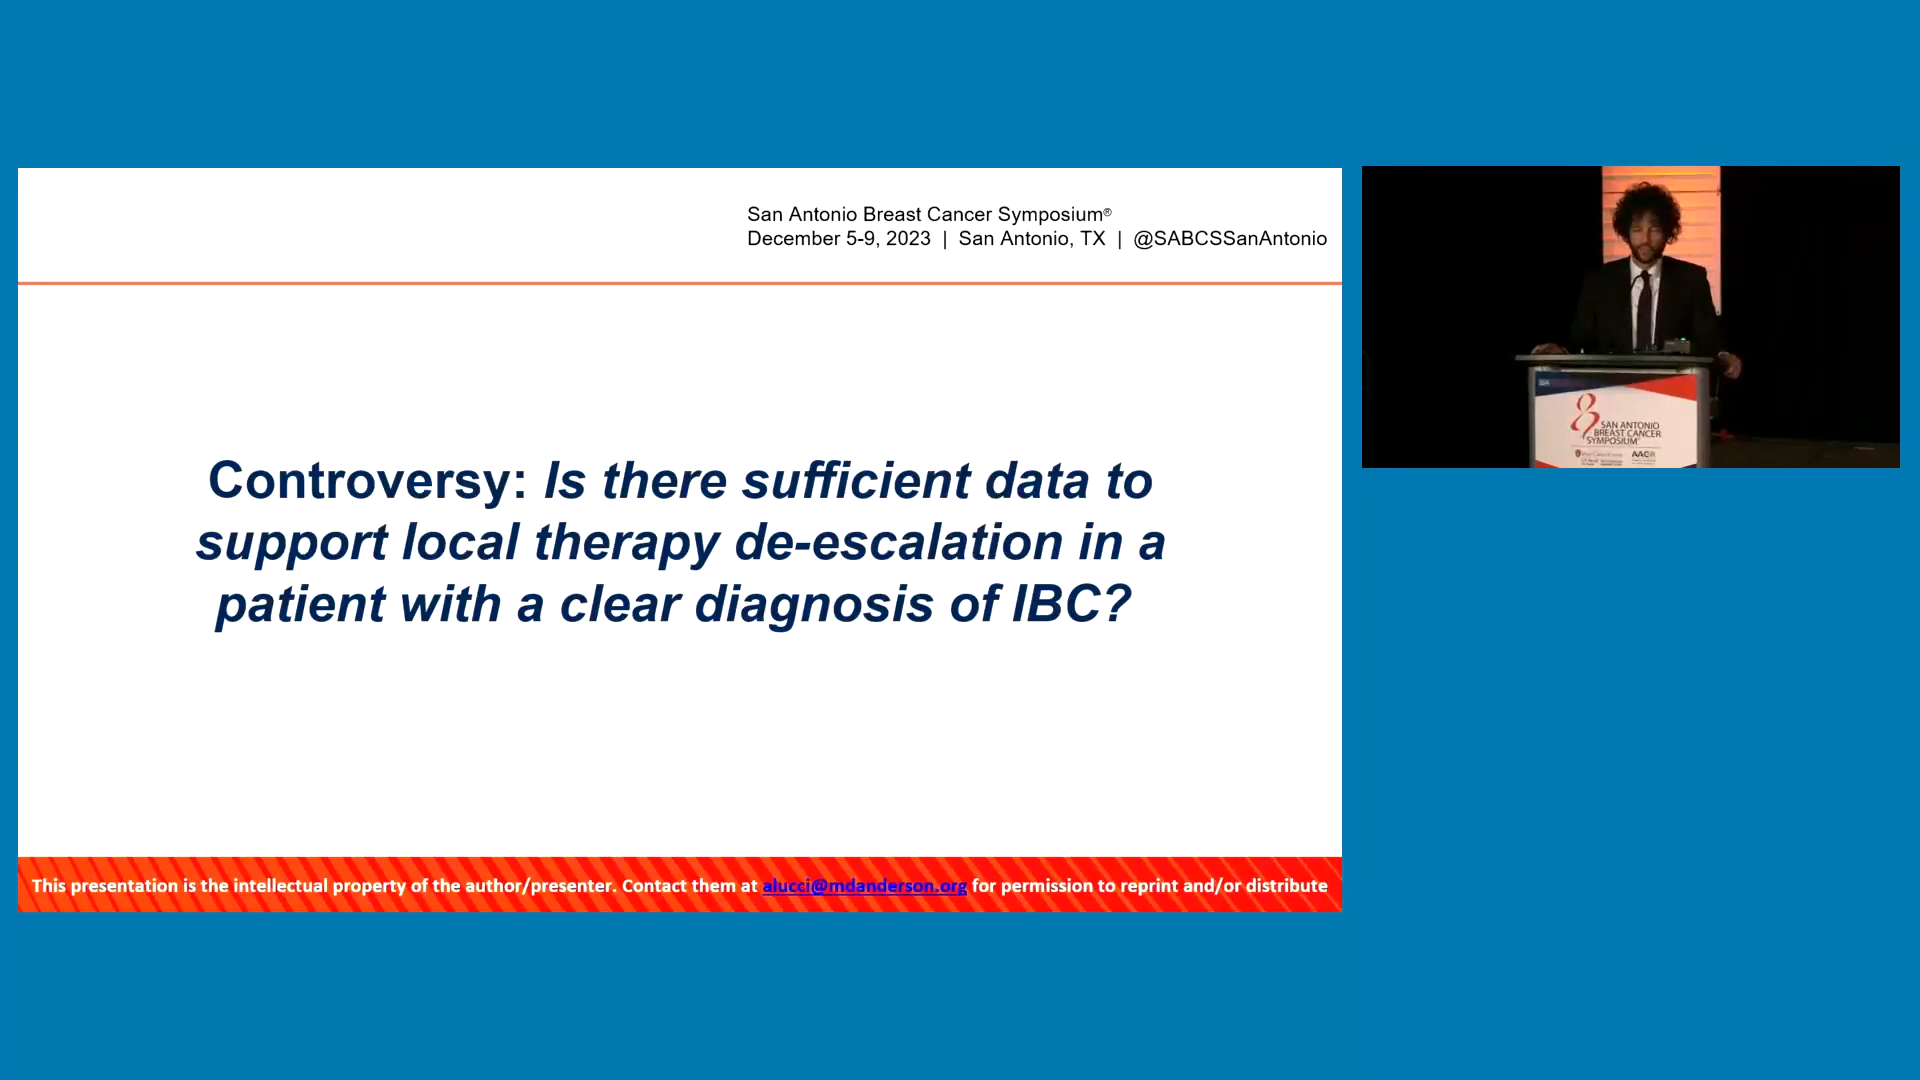 San Antonio Breast Cancer Symposium®
December 5-9, 2023 | San Antonio, TX | @SABCSSanAntonio
Controversy: Is there sufficient data to
support local therapy de-escalation in a
patient with a clear diagnosis of IBC?
This presentation is the intellectual property of the author/presenter. Contact them at alucci@mdanderson.org for permission to reprint and/or distribute
SAN ANTONIO
BREAST CANCER
SYMPOSIUM
AACR